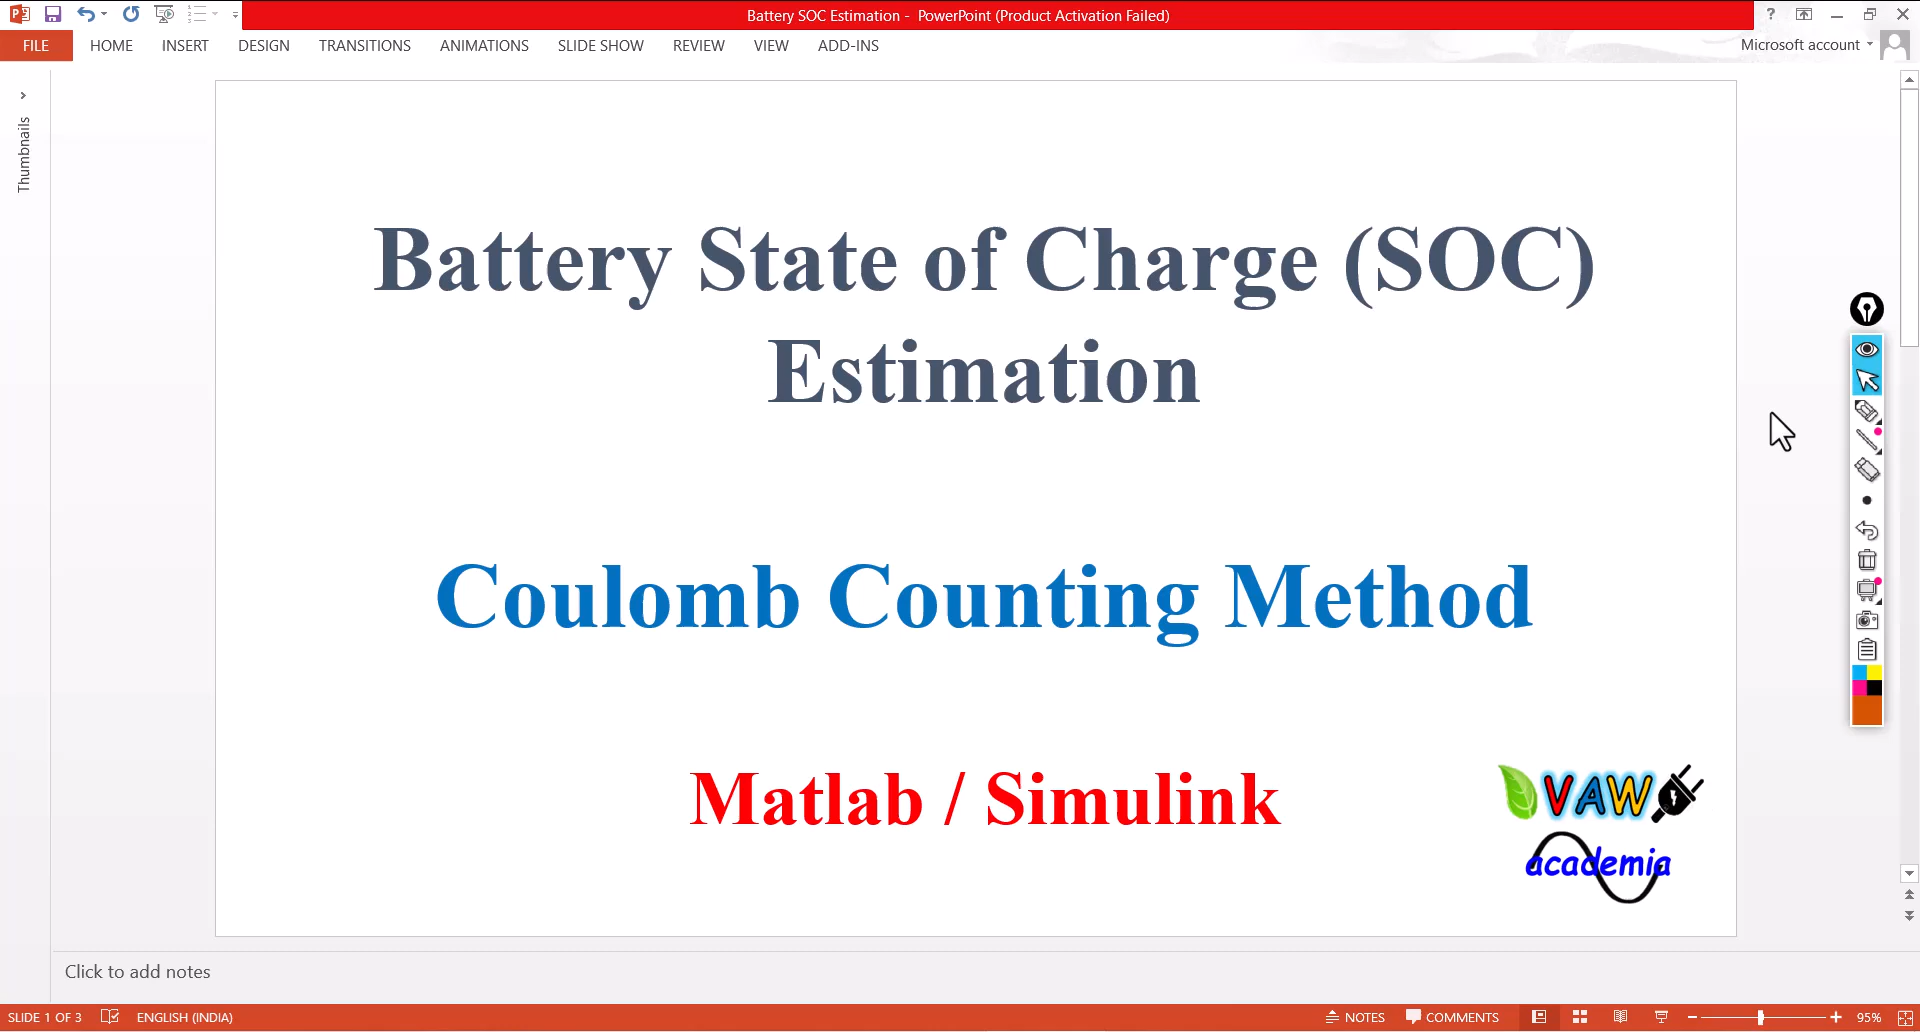 Battery SOC Estimation - PowerPoint (Product Activation Failed)
?
FILE HOME INSERT DESIGN TRANSITIONS ANIMATIONS SLIDE SHOW REVIEW VIEW ADD-INS
Microsoft account
Thumbnails
Battery State of Charge (SOC)
Estimation
Coulomb Counting Method
Matlab / Simulink
VAW
academia
Click to add notes
SLIDE 1 OF 3 ENGLISH (INDIA) NOTES COMMENTS 95%